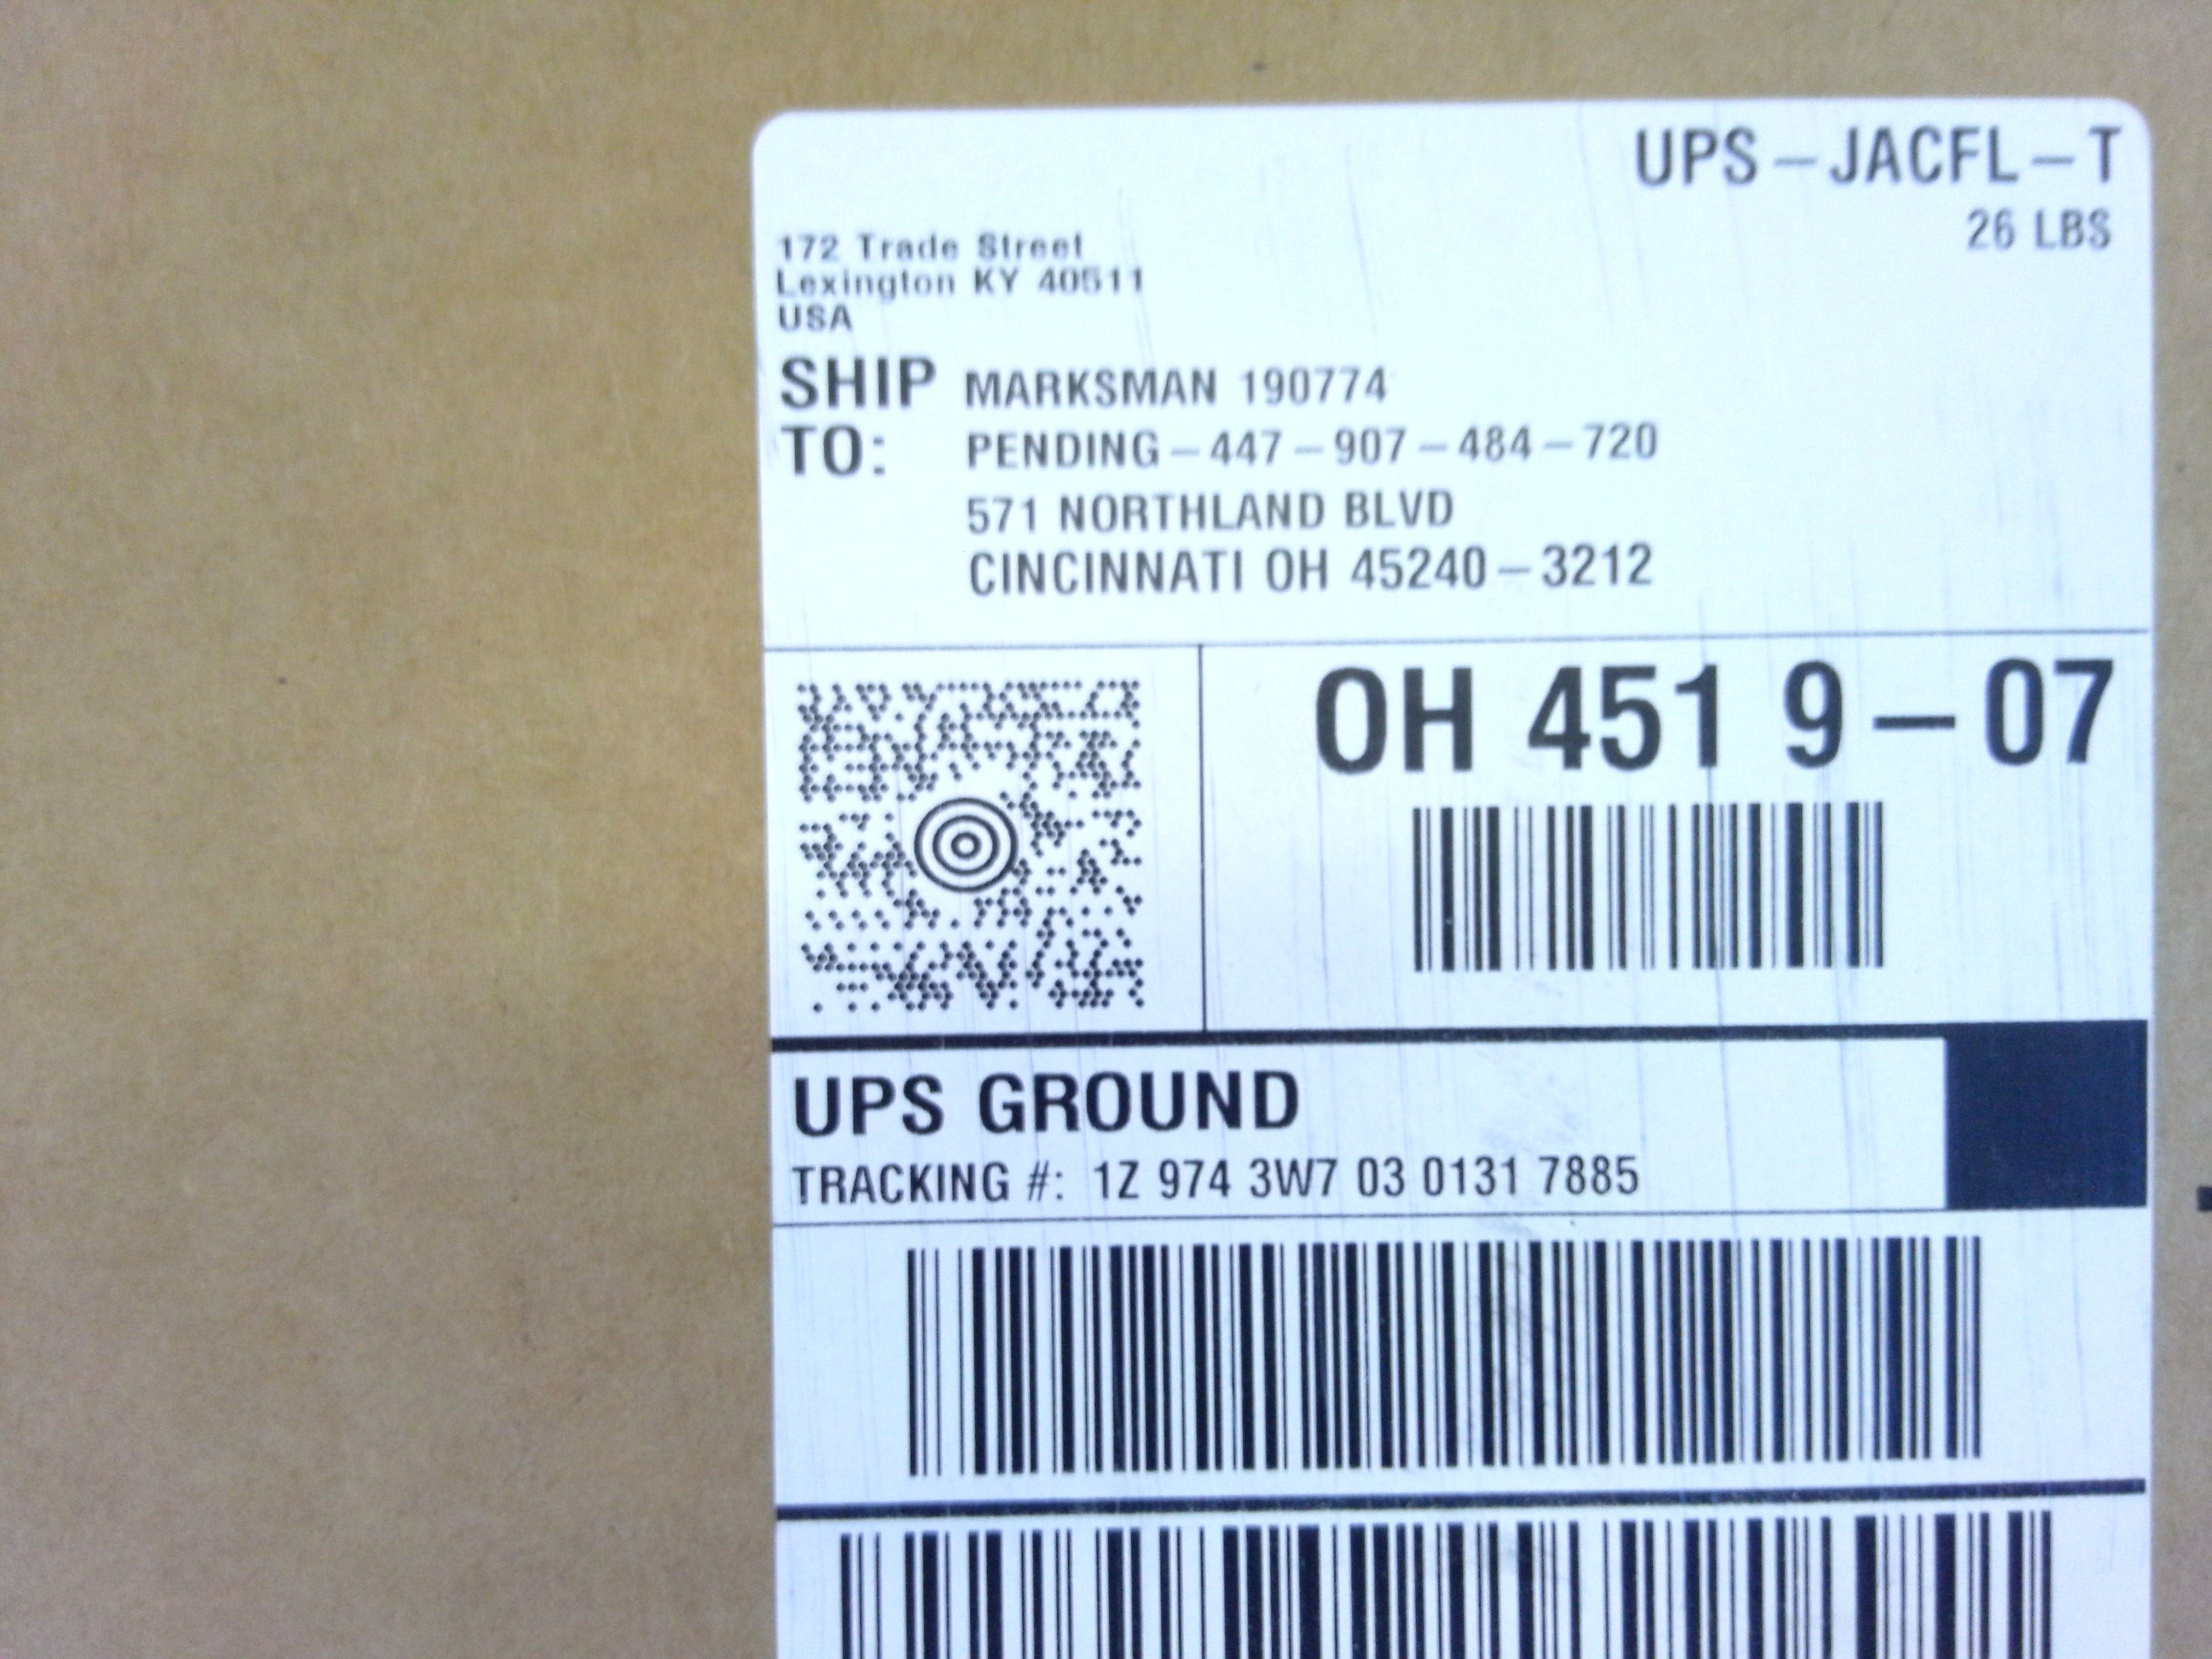 UPS-JACFL-T
26 LBS
172 Trade Street
Lexington KY 40511
USA
SHIP TO:
MARKSMAN 190774
PENDING-447-907-484-720
571 NORTHLAND BLVD
CINCINNATI OH 45240-3212
OH 451 9-07
UPS GROUND
TRACKING #: 1Z 974 3W7 03 0131 7885